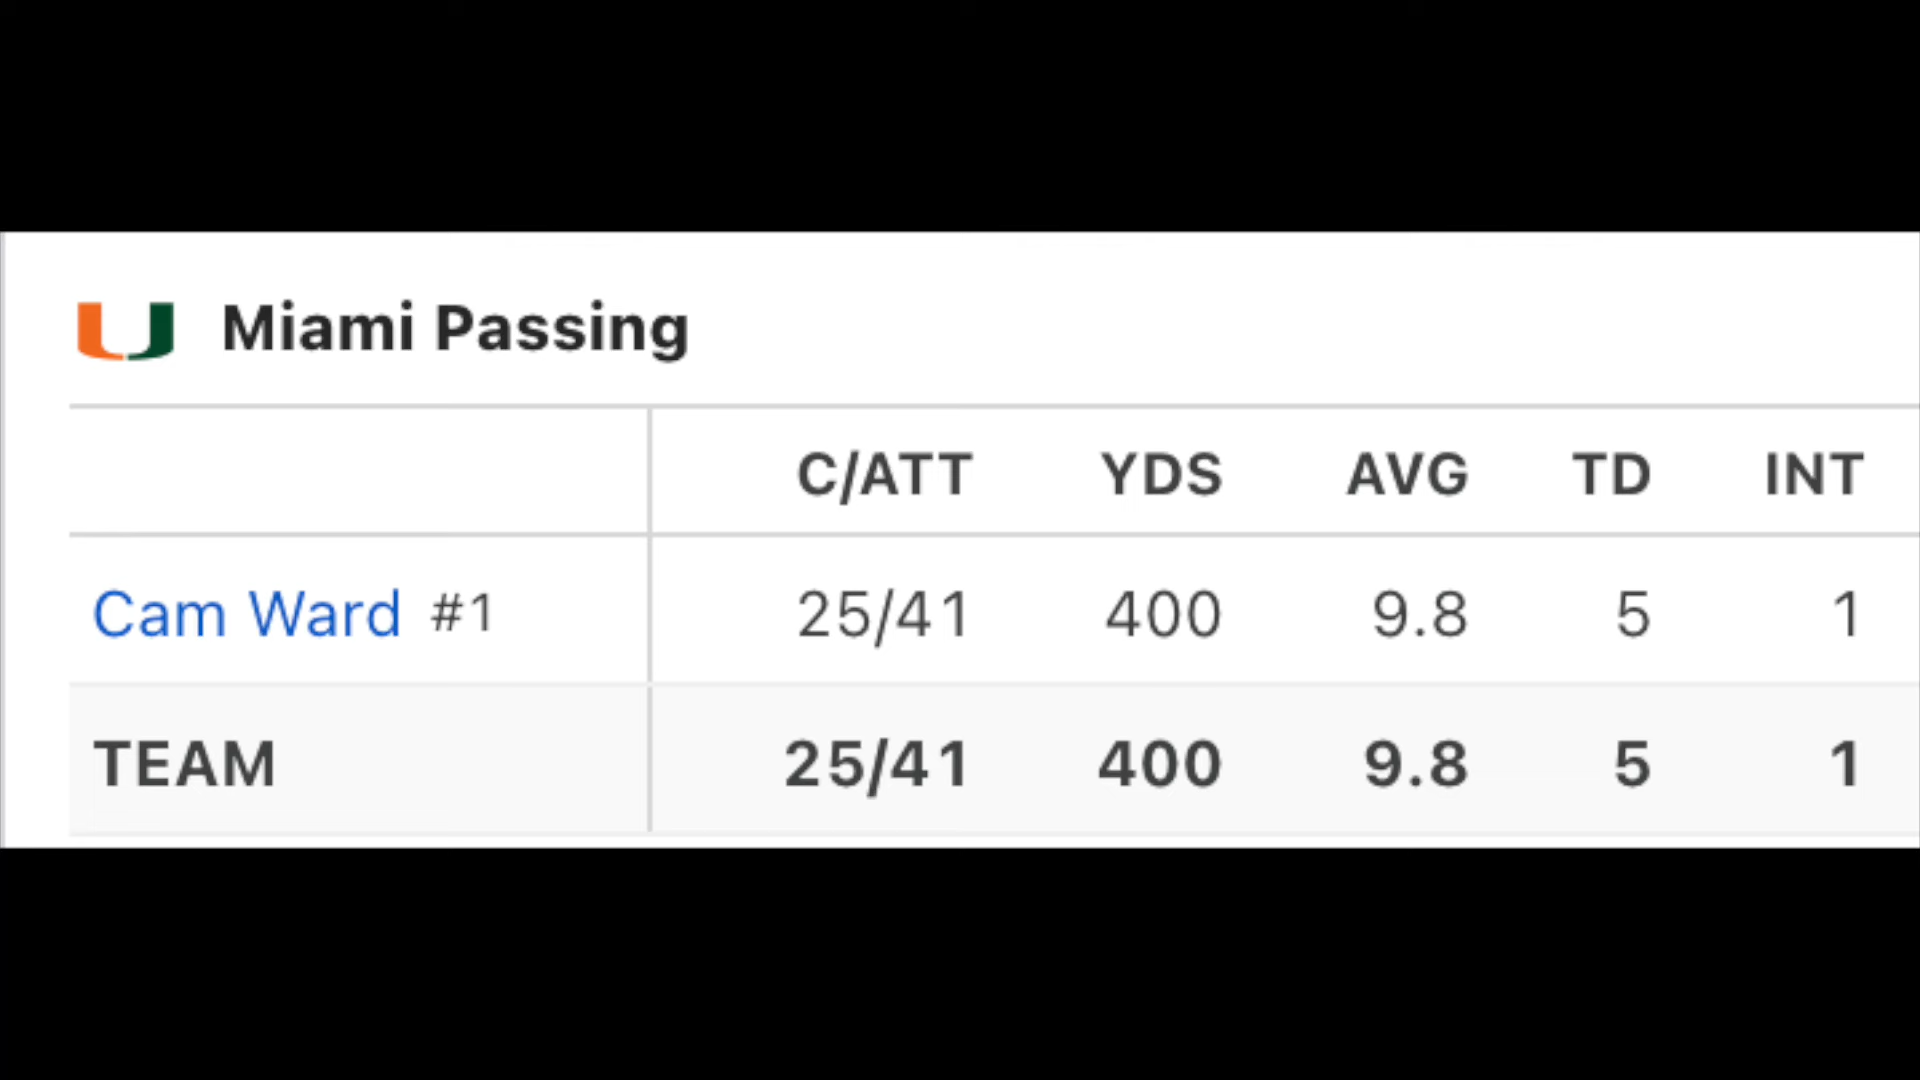 Miami Passing
C/ATT YDS AVG TD INT
Cam Ward #1 25/41 400 9.8 5 1
TEAM 25/41 400 9.8 5 1